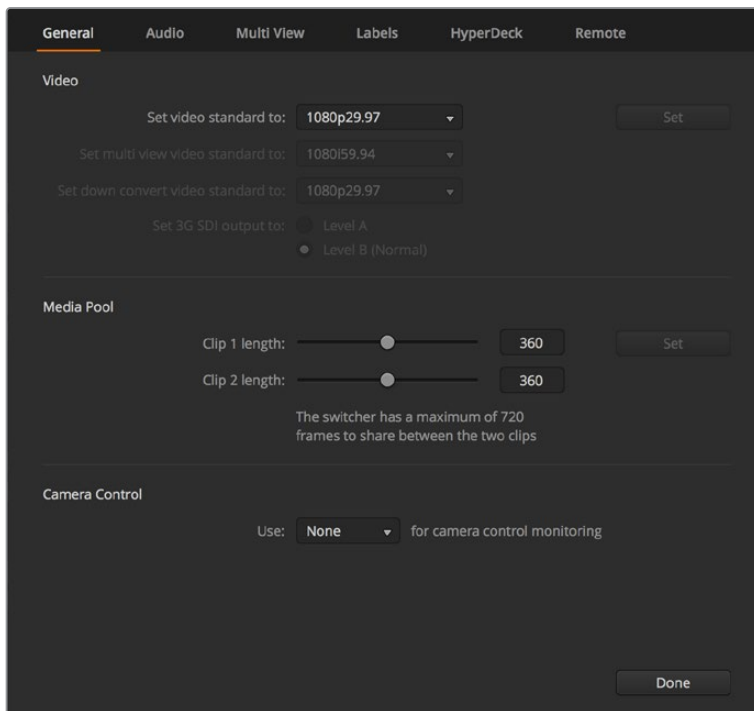 General Audio Multi View Labels HyperDeck Remote
Video
Set video standard to: 1080p29.97 Set
Set multi view video standard to: 1080i59.94
Set down convert video standard to: 1080p29.97
Set 3G SDI output to: Level A
Level B (Normal)
Media Pool
Clip 1 length: 360 Set
Clip 2 length: 360
The switcher has a maximum of 720
frames to share between the two clips
Camera Control
Use: None for camera control monitoring
Done